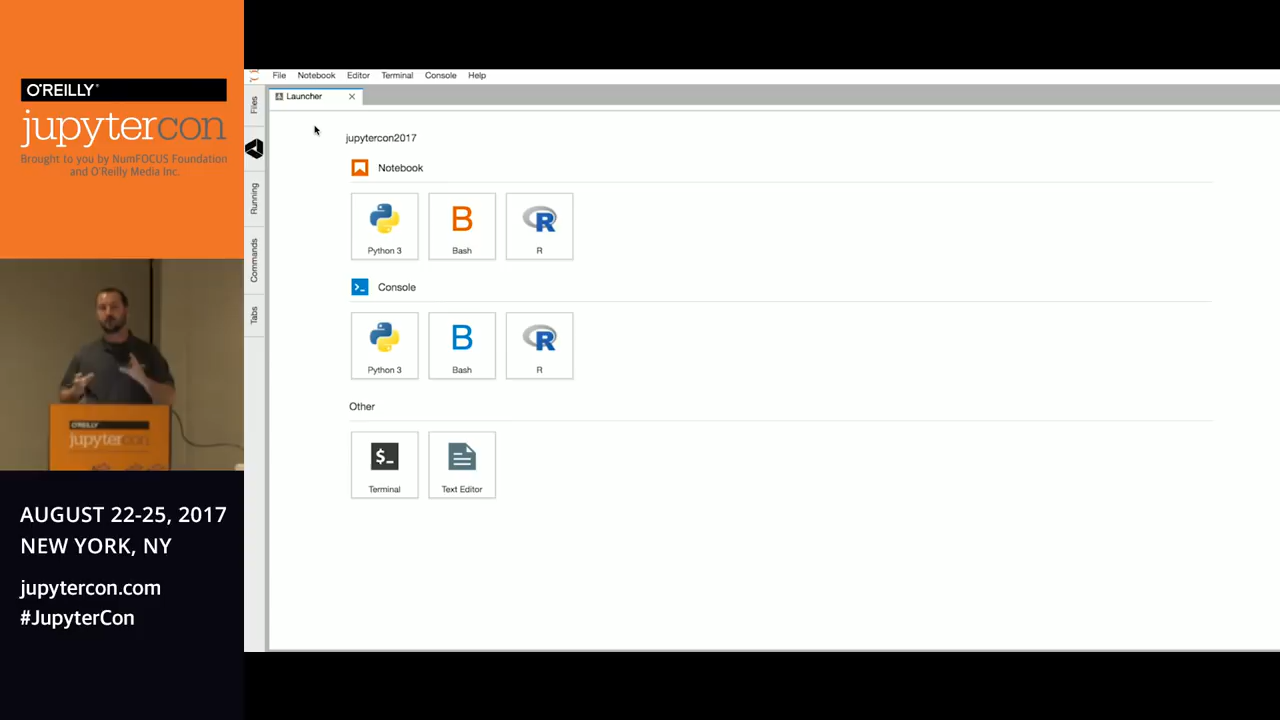 O'REILLY®
jupytercon
Brought to you by NumFOCUS Foundation
and O'Reilly Media Inc.
O'REILLY
jupytercon
AUGUST 22-25, 2017
NEW YORK, NY
jupytercon.com
#JupyterCon
File Notebook Editor Terminal Console Help
Files
Running
Commands
Tabs
Launcher
jupytercon2017
Notebook
Python 3 B Bash R R
Console
Python 3 B Bash R R
Other
$_ Terminal Text Editor